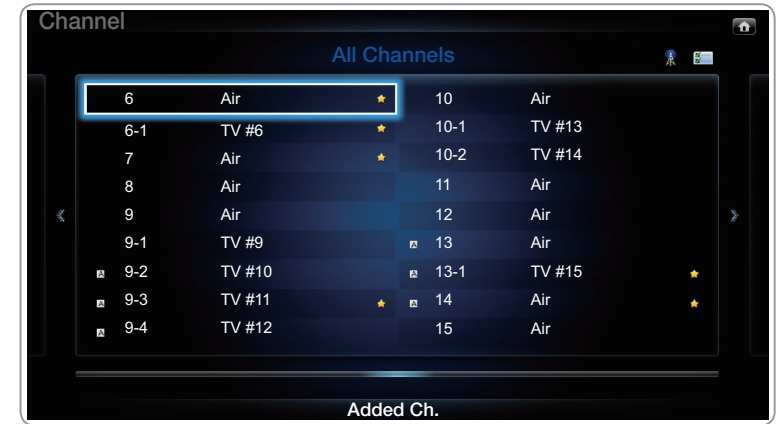 Channel
All Channels
6 Air
6-1 TV #6
7 Air
8 Air
9 Air
9-1 TV #9
A 9-2 TV #10
A 9-3 TV #11
A 9-4 TV #12
10 Air
10-1 TV #13
10-2 TV #14
11 Air
12 Air
A 13 Air
A 13-1 TV #15
A 14 Air
15 Air
Added Ch.